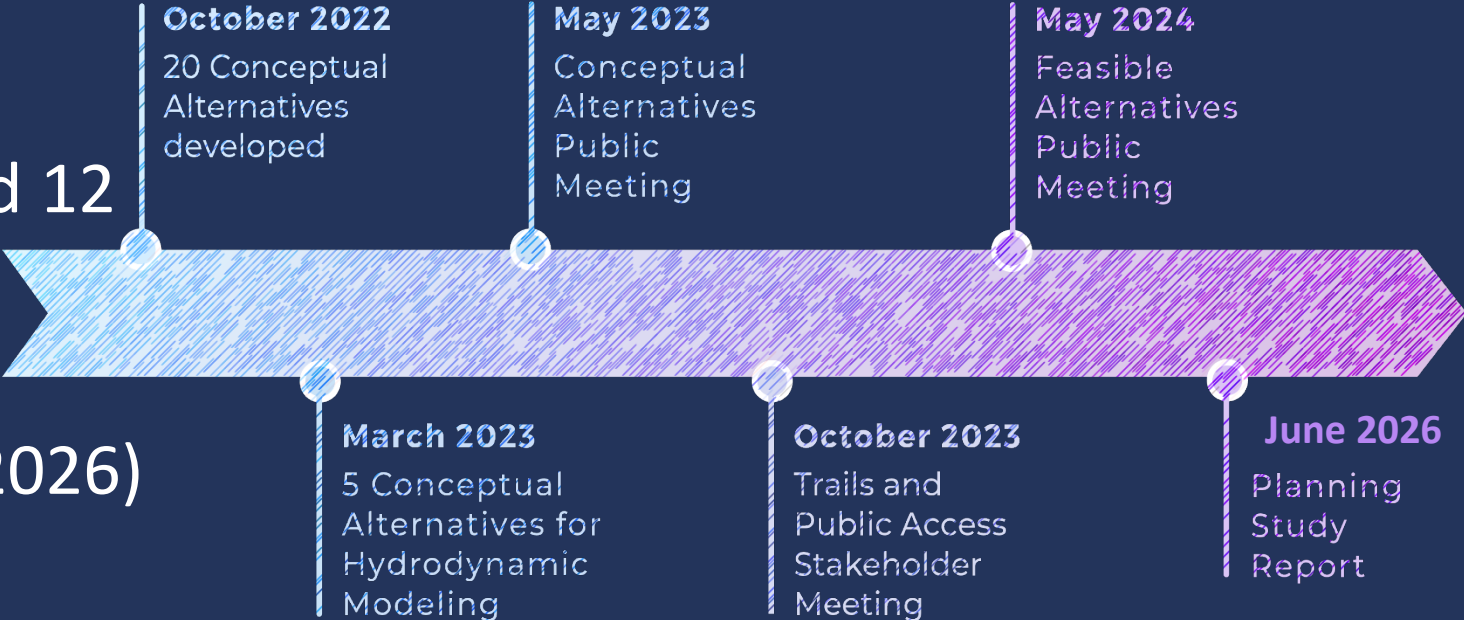 October 2022
20 Conceptual
Alternatives
developed
May 2023
Conceptual
Alternatives
Public
Meeting
May 2024
Feasible
Alternatives
Public
Meeting
d 12
March 2023
5 Conceptual
Alternatives for
Hydrodynamic
Modeling
October 2023
Trails and
Public Access
Stakeholder
Meeting
June 2026
Planning
Study
Report
2026)